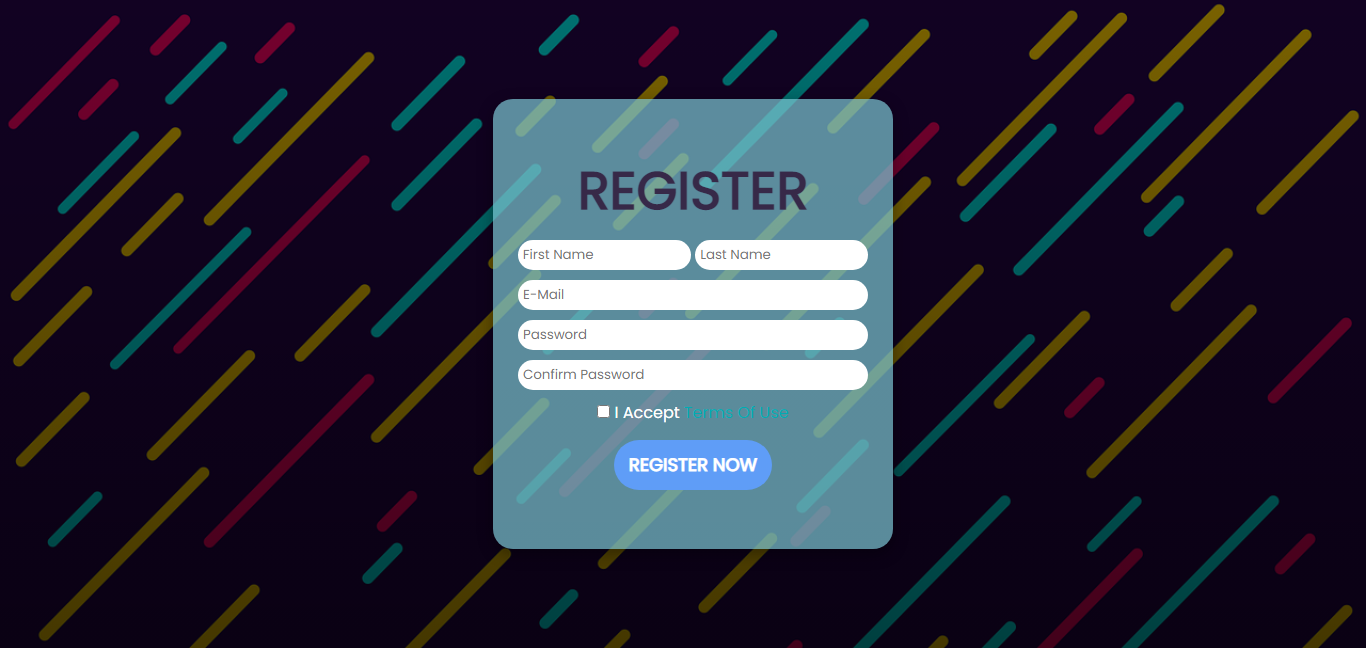 REGISTER
First Name Last Name
E-Mail
Password
Confirm Password
I Accept Terms Of Use
REGISTER NOW